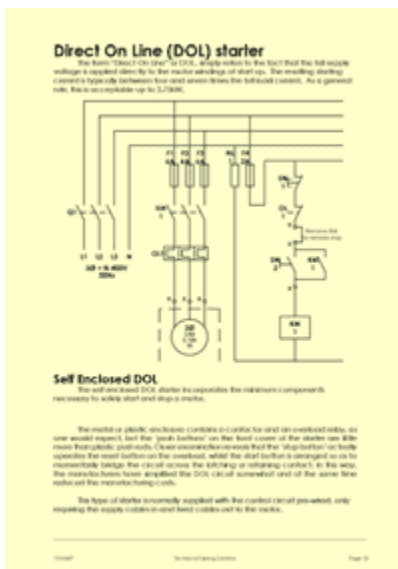 Direct On Line (DOL) starter
The term "Direct On Line" or DOL, simply refers to the fact that the full supply
voltage is applied directly to the motor windings at start up. The resulting starting
current is typically between four and seven times the full load current. As a general
rule, this is acceptable up to
F1 F2 F3 F4
Q1
L1 L2 L3 N
Self Enclosed DOL
The self enclosed DOL starter incorporates the minimum components
necessary to safely start and stop a motor.
The metal or plastic enclosure contains a contactor and an overload relay, as
one would expect, but the 'push buttons' on the front cover of the starter are little
more than plastic push rods. Closer examination reveals that the 'stop button' actually
operates the reset button on the overload, whilst the start button is arranged so as to
momentarily bridge the circuit across the latching or retaining contact. In this way,
the manufacturers have simplified the DOL circuit somewhat and at the same time
reduced the manufacturing costs.
This type of starter is normally supplied with the control circuit pre-wired, only
requiring the supply cables in and feed cables out to the motor.